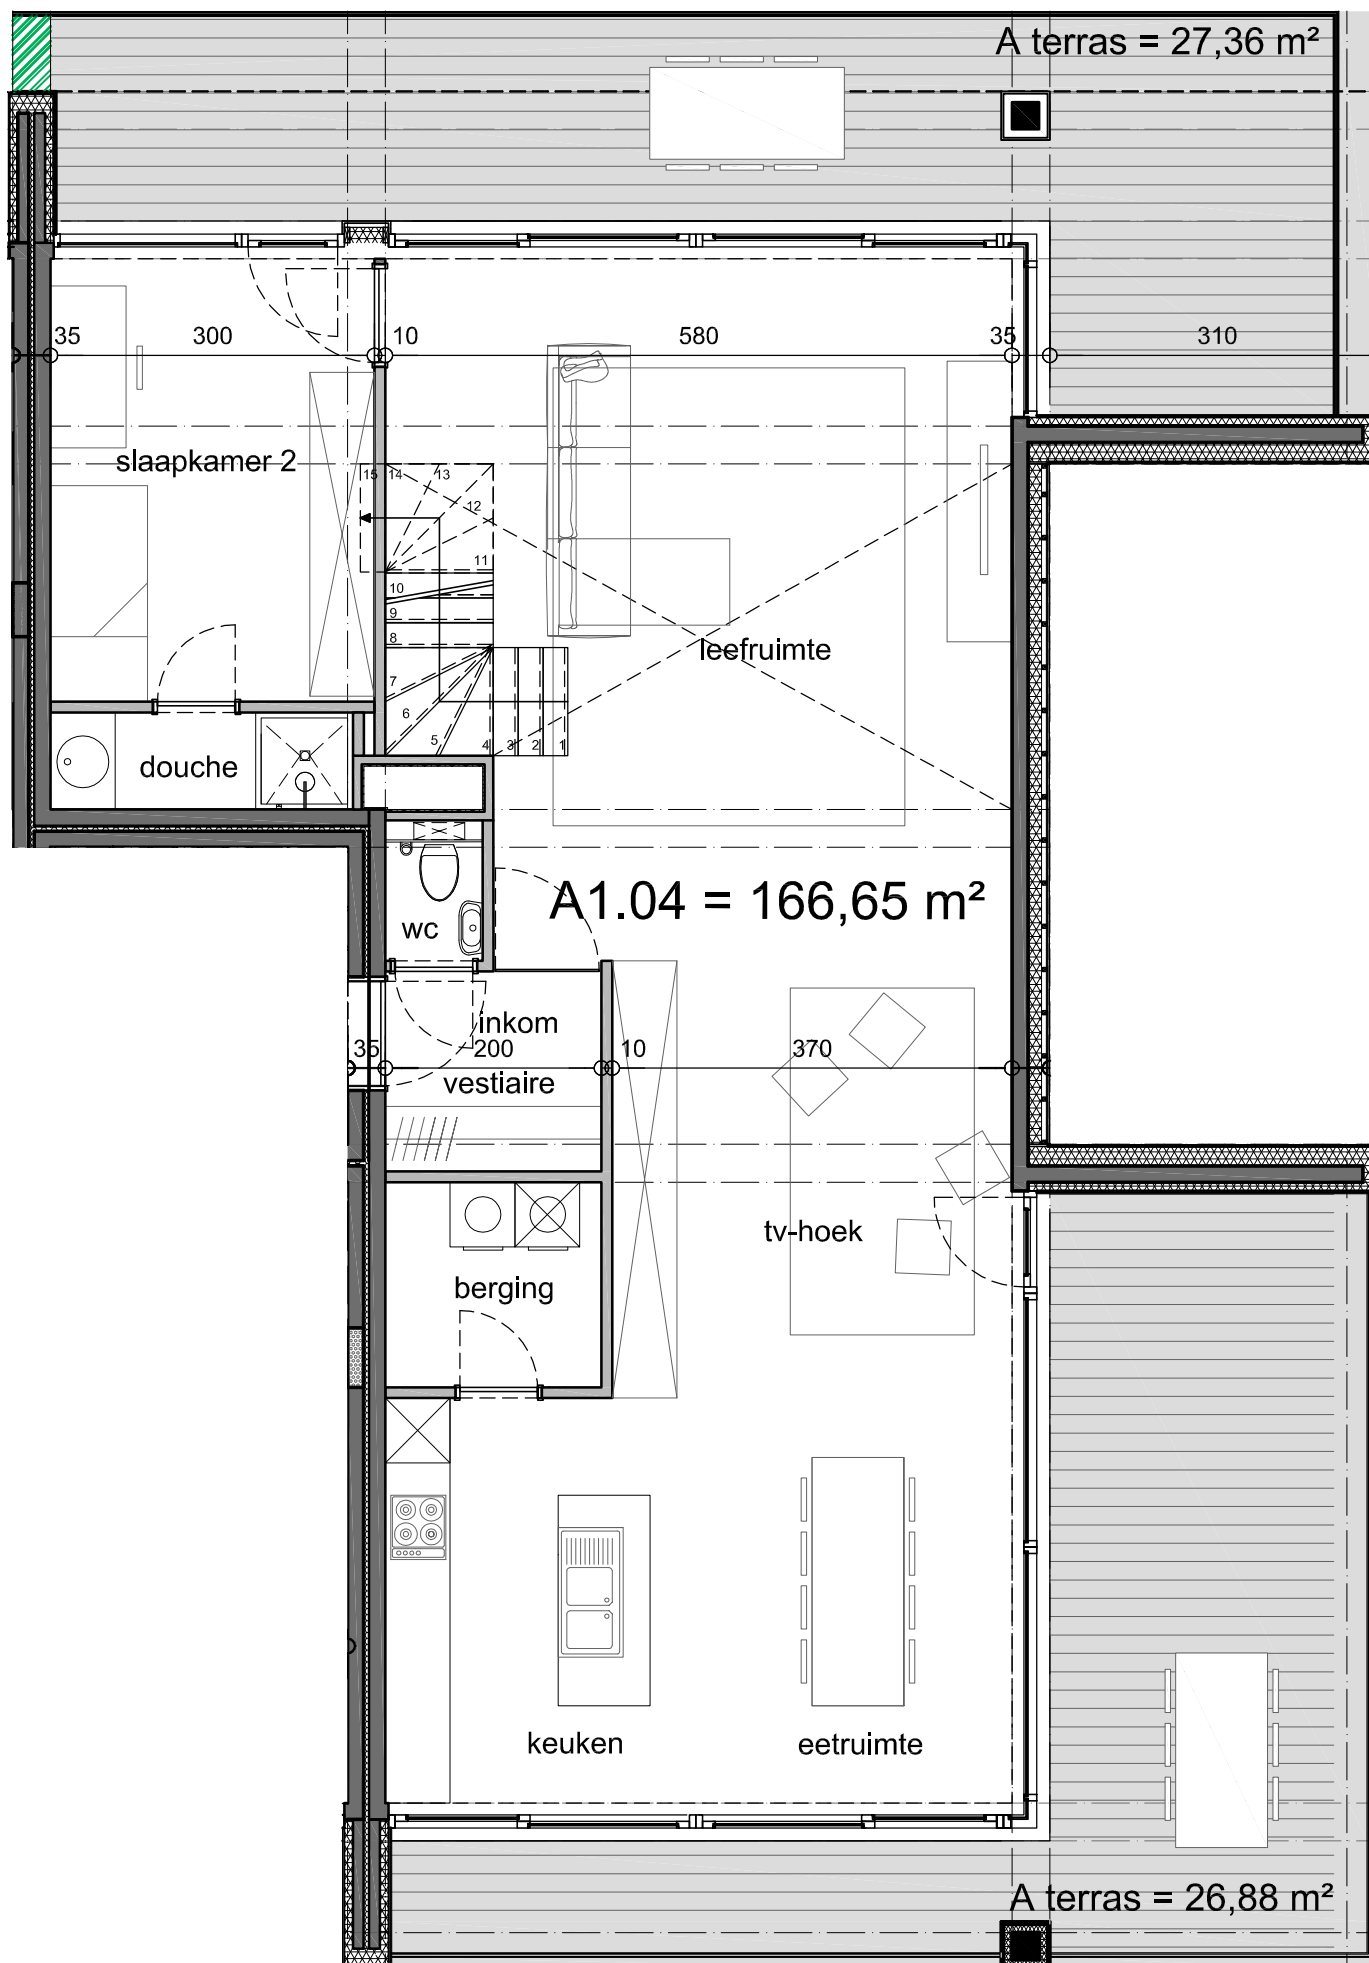 A terras = 27,36 m²
35 300 10 580 35 310
slaapkamer 2
15 14 13
12
11
10
9
8
7
6
5 4 3 2 1
leefruimte
douche
A1.04 = 166,65 m²
wc
inkom
35 200 10 370
vestiaire
tv-hoek
berging
keuken eetruimte
A terras = 26,88 m²